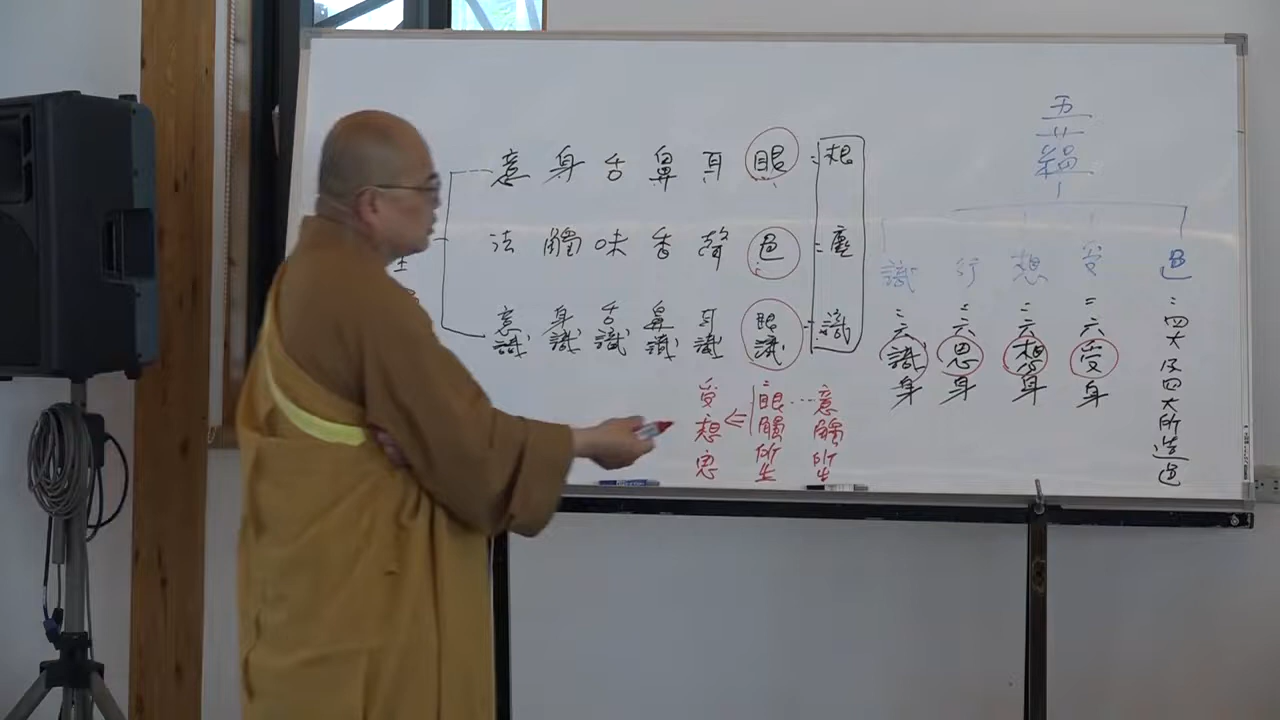 五蘊
色：四大及四大所造色
受＝六受身
想＝六想身
行＝六思身
識＝六識身
根：眼耳鼻舌身意
塵：色聲香味觸法
識：眼識耳識鼻識舌識身識意識
意觸所生
眼觸所生
受想思